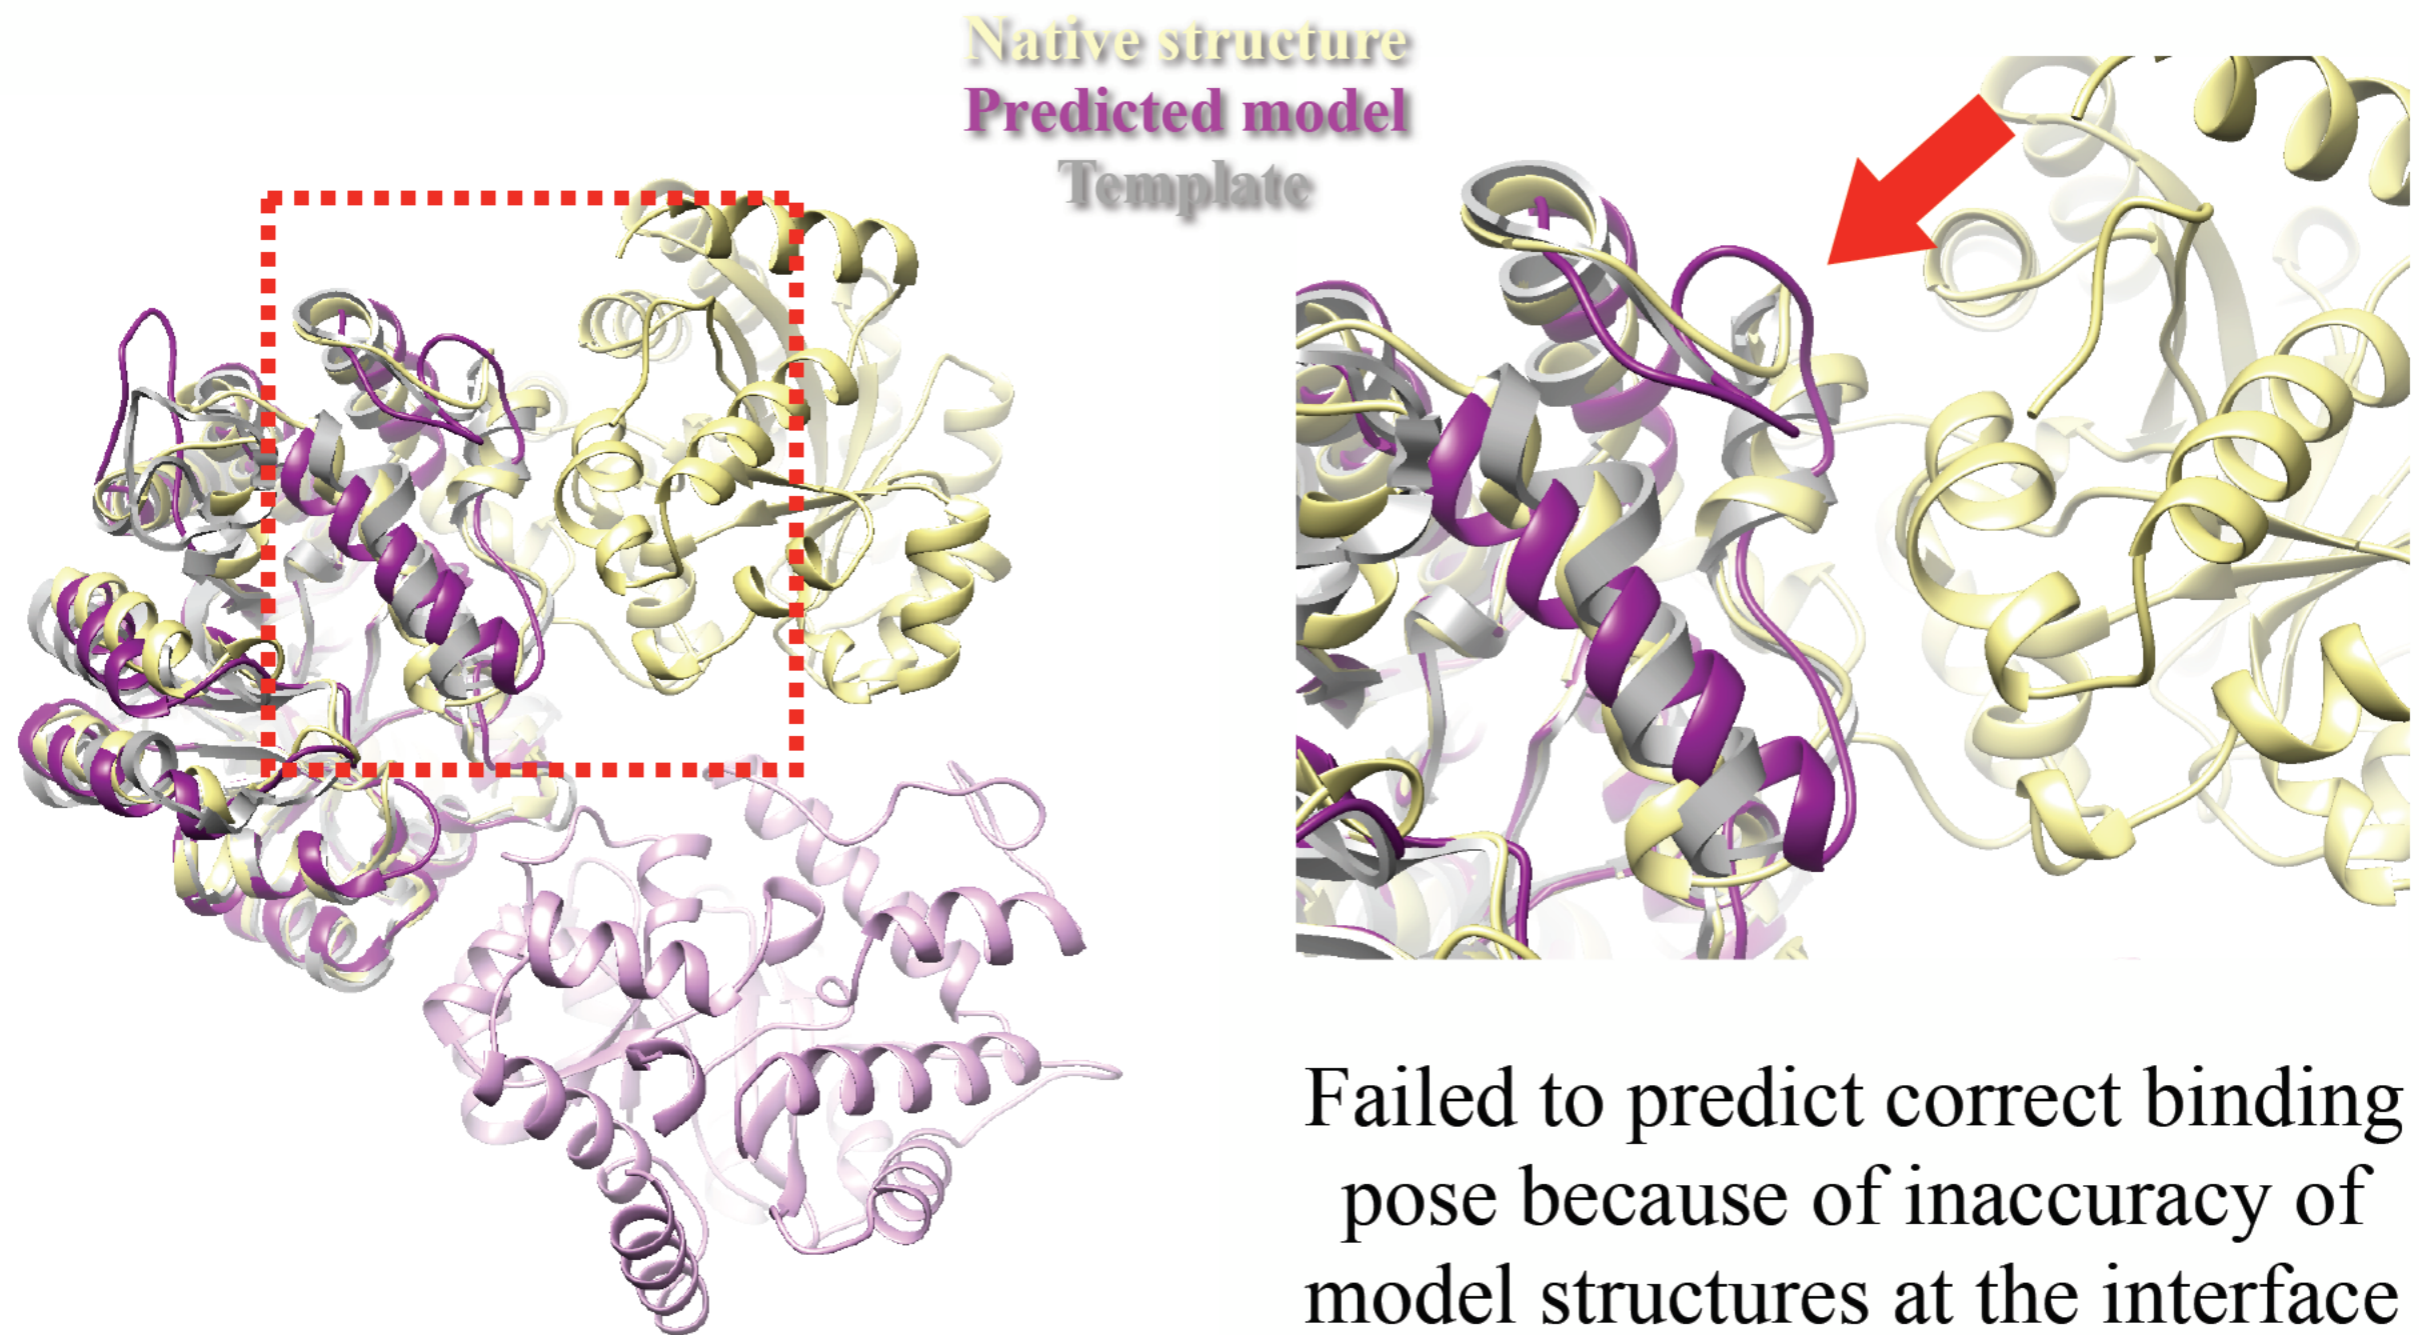 Native structure
Predicted model
Template
Failed to predict correct binding
pose because of inaccuracy of
model structures at the interface